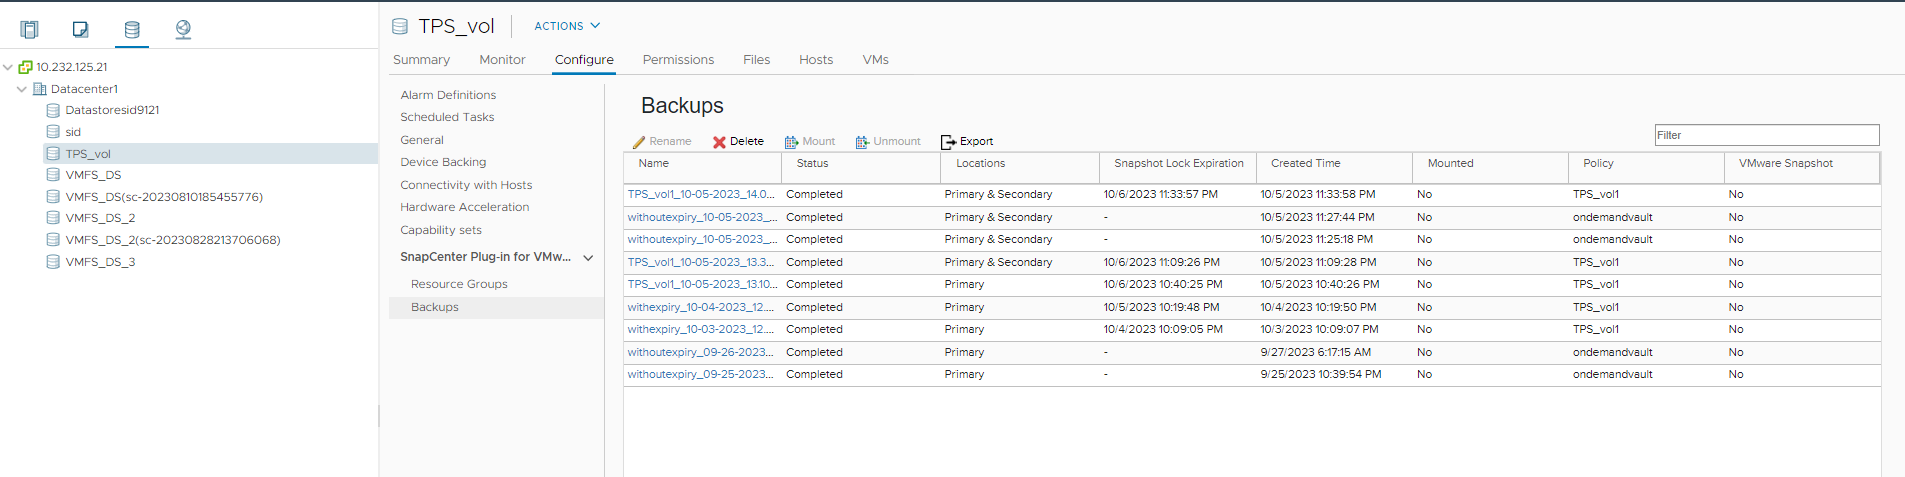 10.232.125.21
Datacenter1
Datastoresid9121
sid
TPS_vol
VMFS_DS
VMFS_DS(sc-20230810185455776)
VMFS_DS_2
VMFS_DS_2(sc-20230828213706068)
VMFS_DS_3
TPS_vol ACTIONS
Summary Monitor Configure Permissions Files Hosts VMs
Alarm Definitions
Scheduled Tasks
General
Device Backing
Connectivity with Hosts
Hardware Acceleration
Capability sets
SnapCenter Plug-in for VMw...
Resource Groups
Backups
Backups
Rename Delete Mount Unmount Export Filter
Name Status Locations Snapshot Lock Expiration Created Time Mounted Policy VMware Snapshot
TPS_vol1_10-05-2023_14.0... Completed Primary & Secondary 10/6/2023 11:33:57 PM 10/5/2023 11:33:58 PM No TPS_vol1 No
withoutexpiry_10-05-2023_... Completed Primary & Secondary - 10/5/2023 11:27:44 PM No ondemandvault No
withoutexpiry_10-05-2023_... Completed Primary & Secondary - 10/5/2023 11:25:18 PM No ondemandvault No
TPS_vol1_10-05-2023_13.3... Completed Primary & Secondary 10/6/2023 11:09:26 PM 10/5/2023 11:09:28 PM No TPS_vol1 No
TPS_vol1_10-05-2023_13.10... Completed Primary 10/6/2023 10:40:25 PM 10/5/2023 10:40:26 PM No TPS_vol1 No
withexpiry_10-04-2023_12.... Completed Primary 10/5/2023 10:19:48 PM 10/4/2023 10:19:50 PM No TPS_vol1 No
withexpiry_10-03-2023_12.... Completed Primary 10/4/2023 10:09:05 PM 10/3/2023 10:09:07 PM No TPS_vol1 No
withoutexpiry_09-26-2023... Completed Primary - 9/27/2023 6:17:15 AM No ondemandvault No
withoutexpiry_09-25-2023... Completed Primary - 9/25/2023 10:39:54 PM No ondemandvault No